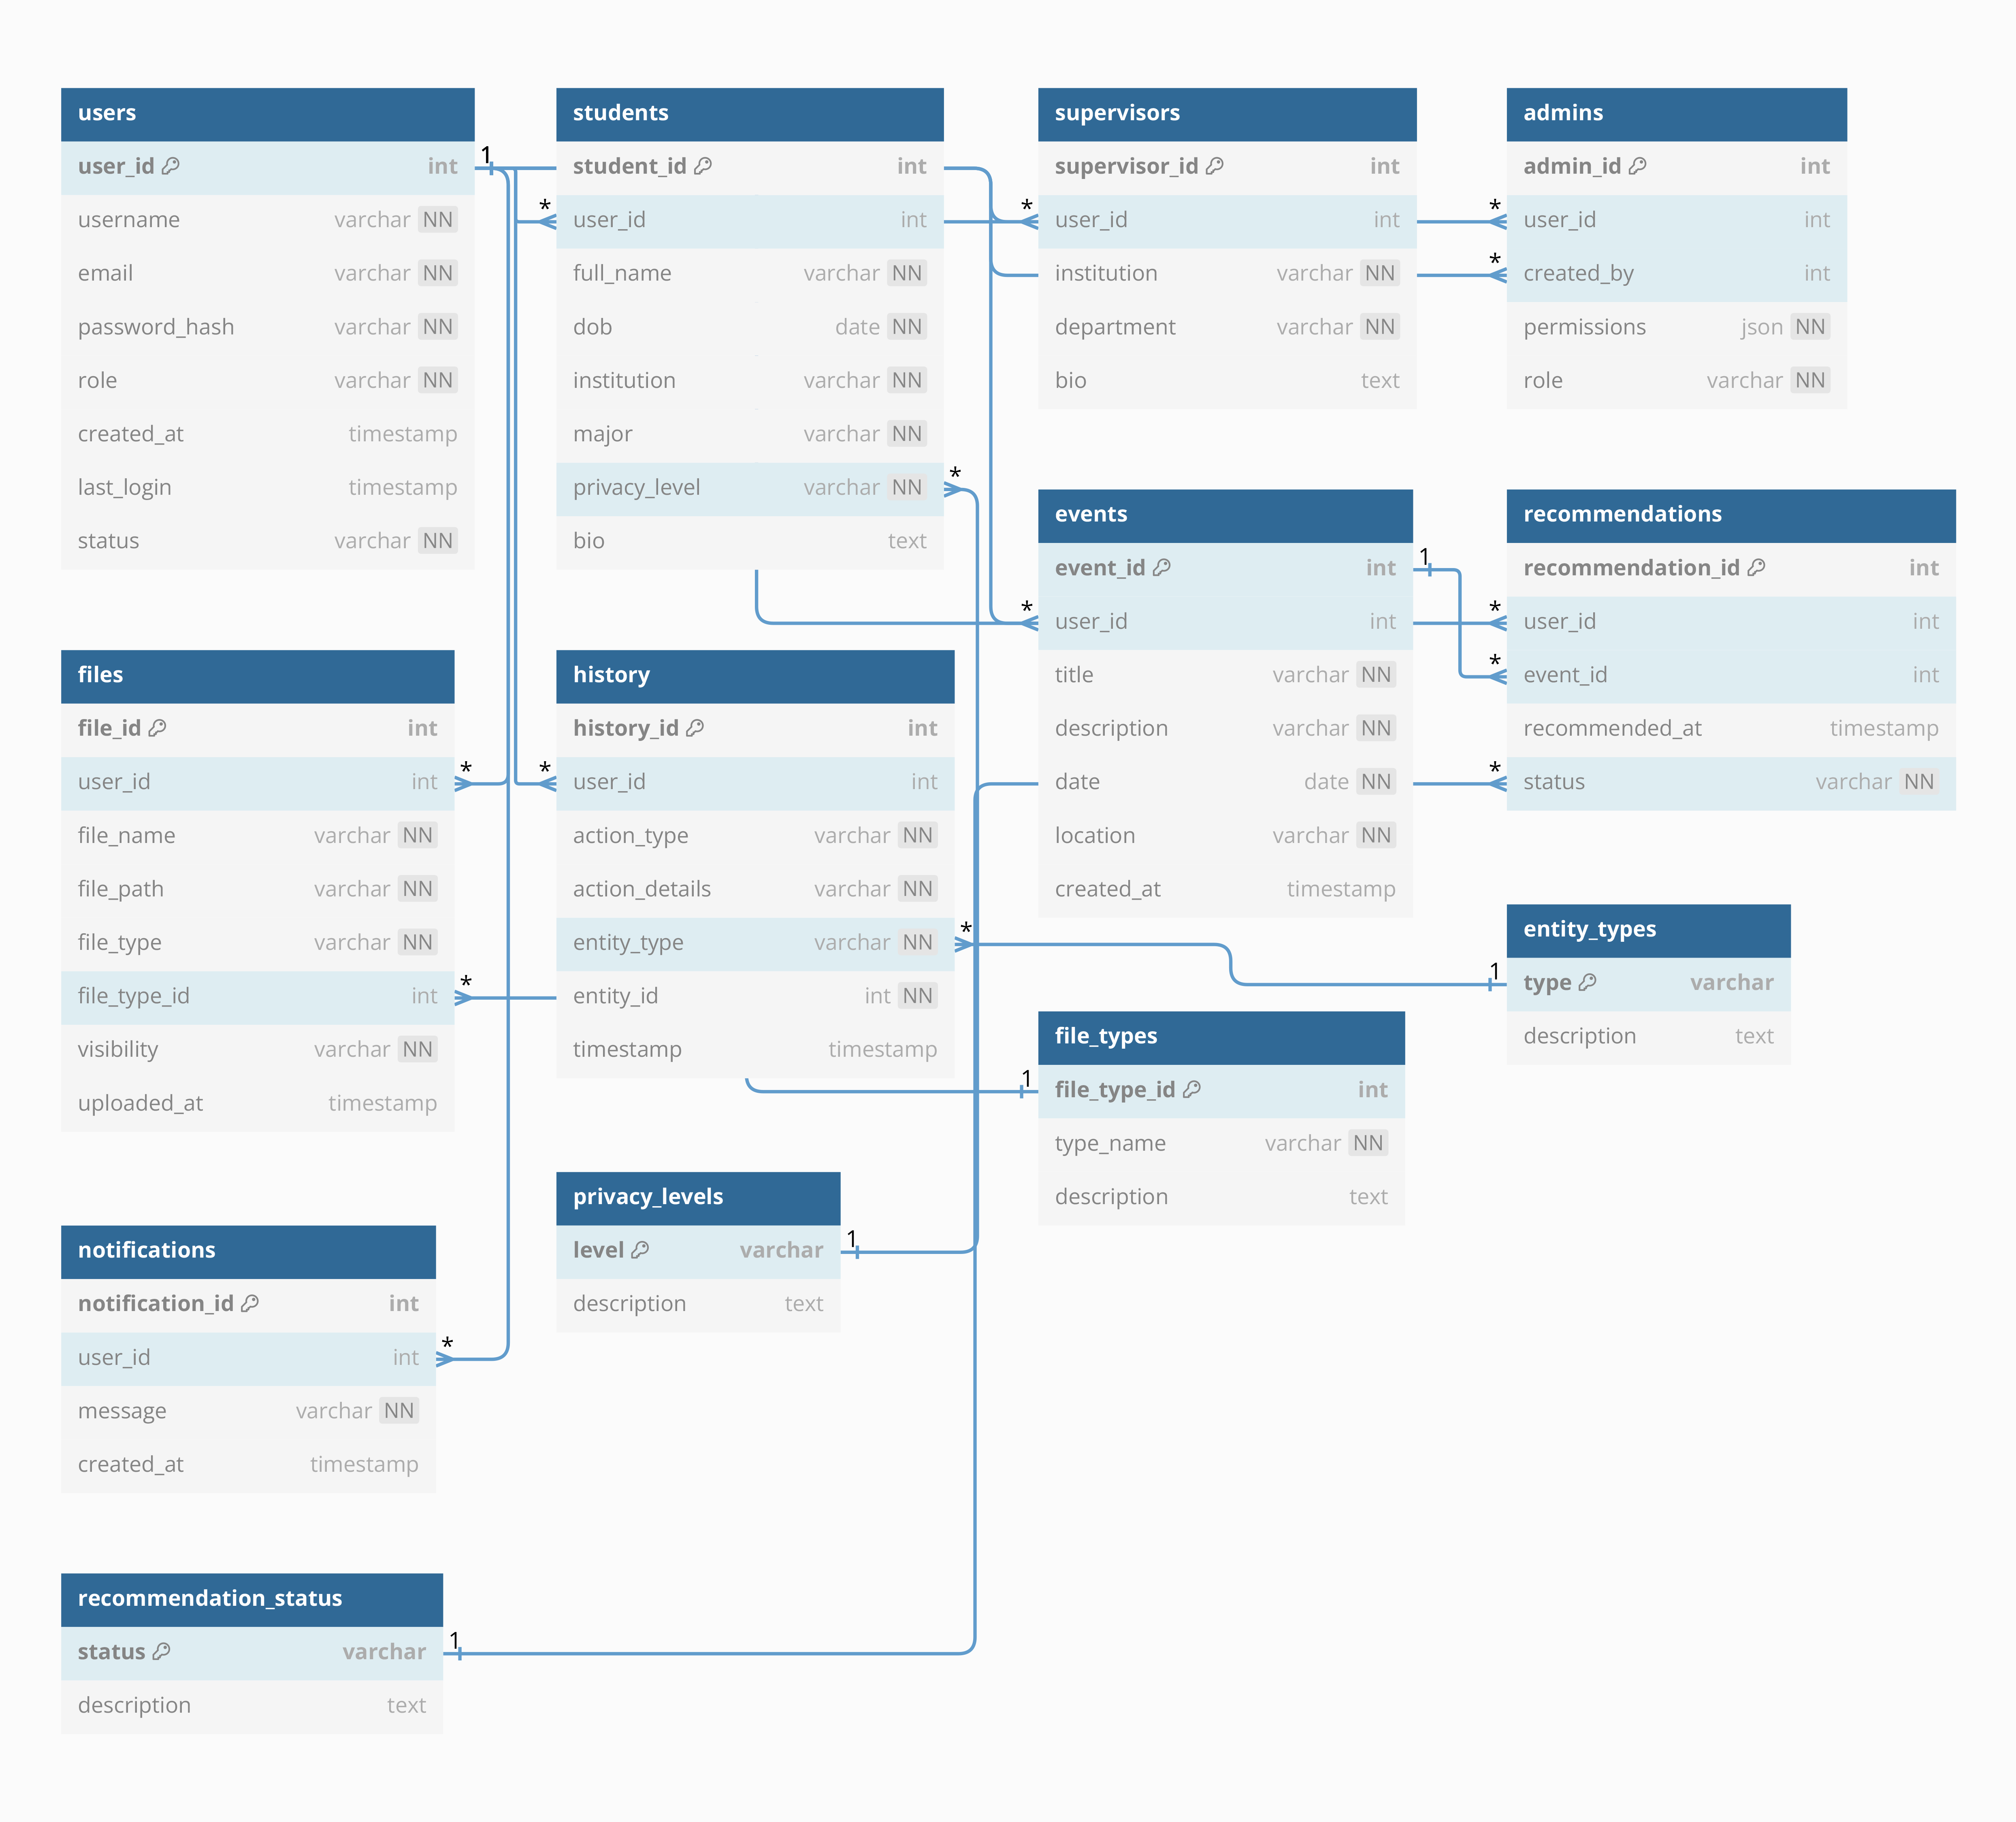 users
user_id int
username varchar NN
email varchar NN
password_hash varchar NN
role varchar NN
created_at timestamp
last_login timestamp
status varchar NN
1
students
student_id int
* user_id int
full_name varchar NN
dob date NN
institution varchar NN
major varchar NN
privacy_level varchar NN *
bio text
supervisors
supervisor_id int
* user_id int
institution varchar NN
department varchar NN
bio text
admins
admin_id int
* user_id int
* created_by int
permissions json NN
role varchar NN
events
event_id int 1
* user_id int
title varchar NN
description varchar NN
date date NN
location varchar NN
created_at timestamp
recommendations
recommendation_id int
* user_id int
* event_id int
recommended_at timestamp
* status varchar NN
files
file_id int
user_id int *
file_name varchar NN
file_path varchar NN
file_type varchar NN
file_type_id int *
visibility varchar NN
uploaded_at timestamp
history
history_id int
* user_id int
action_type varchar NN
action_details varchar NN
entity_type varchar NN *
entity_id int NN
timestamp timestamp
entity_types
1 type varchar
description text
file_types
1 file_type_id int
type_name varchar NN
description text
privacy_levels
level varchar 1
description text
notifications
notification_id int
user_id int *
message varchar NN
created_at timestamp
recommendation_status
status varchar 1
description text